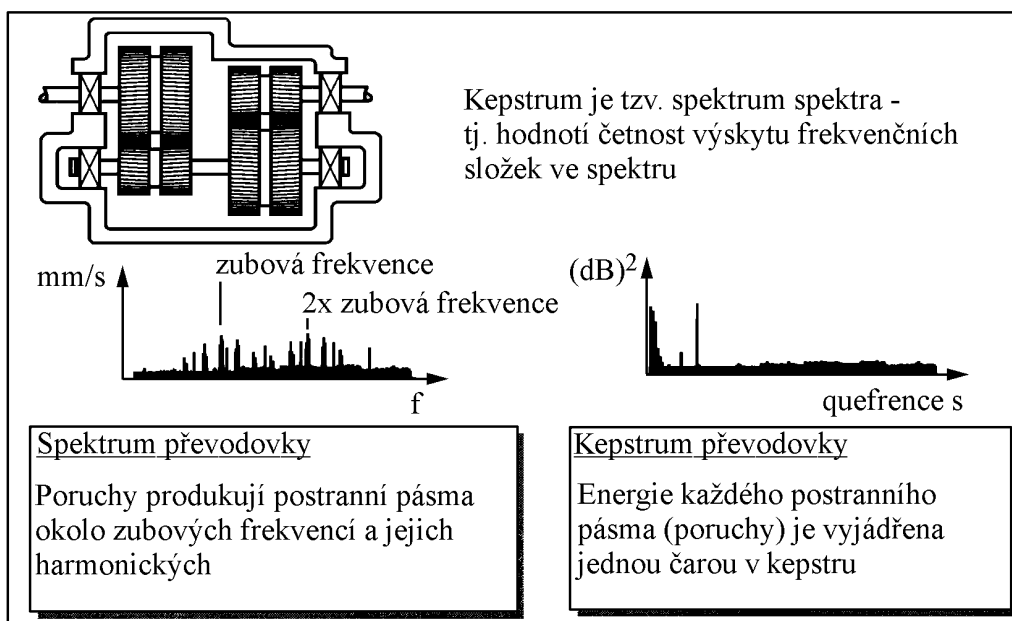 Kepstrum je tzv. spektrum spektra -
tj. hodnotí četnost výskytu frekvenčních
složek ve spektru
mm/s
zubová frekvence
2x zubová frekvence
f
(dB)²
quefrence s
Spektrum převodovky
Poruchy produkují postranní pásma
okolo zubových frekvencí a jejich
harmonických
Kepstrum převodovky
Energie každého postranního
pásma (poruchy) je vyjádřena
jednou čarou v kepstru